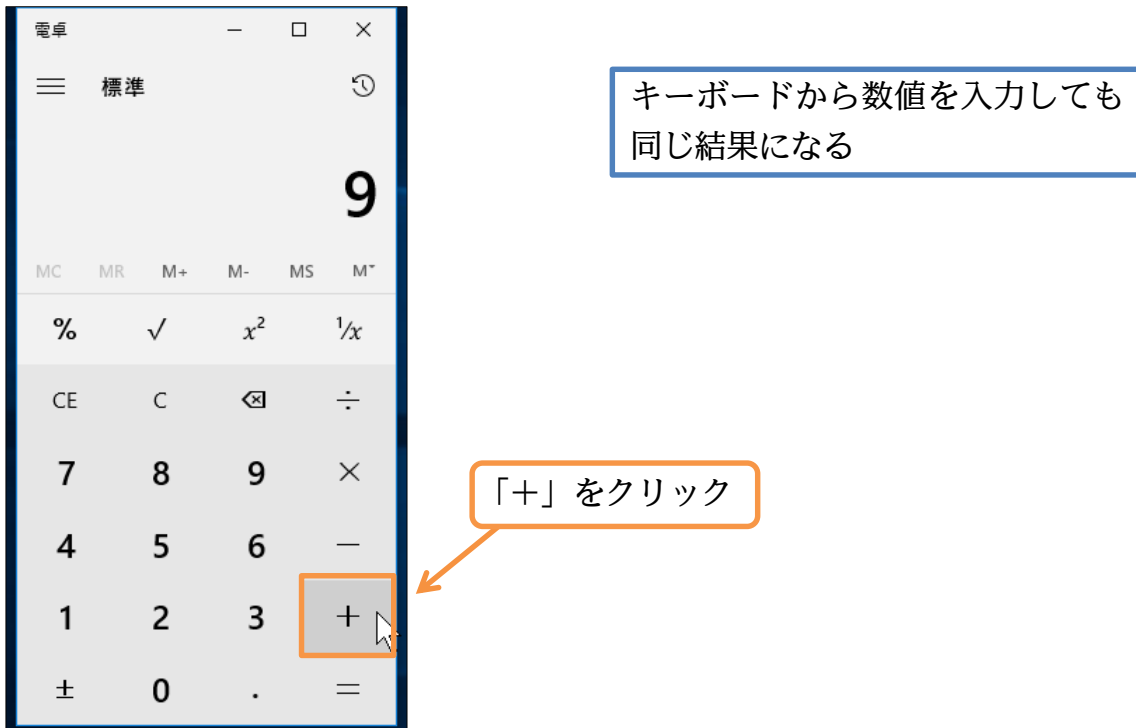 電卓
標準
キーボードから数値を入力しても
同じ結果になる
9
MC MR M+ M- MS M˅
% √ x² ¹/x
CE C ⌫ ÷
7 8 9 ×
「＋」をクリック
4 5 6 −
1 2 3 +
± 0 . =